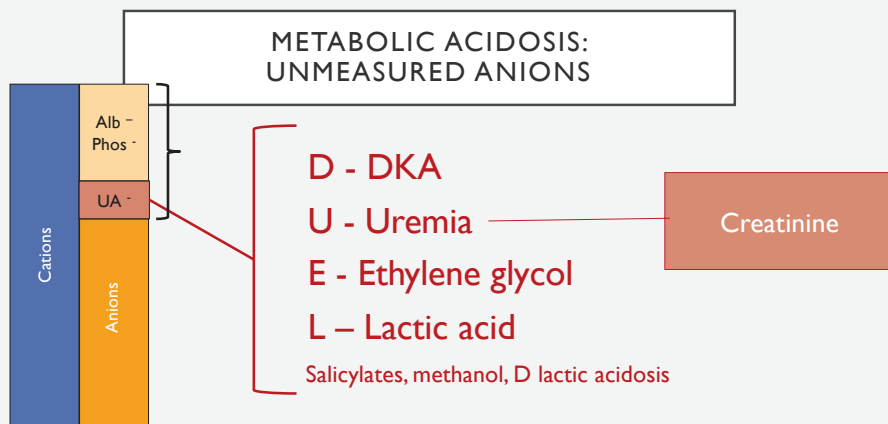 METABOLIC ACIDOSIS:
UNMEASURED ANIONS
Alb –
Phos -
UA -
Cations
Anions
D - DKA
U - Uremia
E - Ethylene glycol
L – Lactic acid
Salicylates, methanol, D lactic acidosis
Creatinine